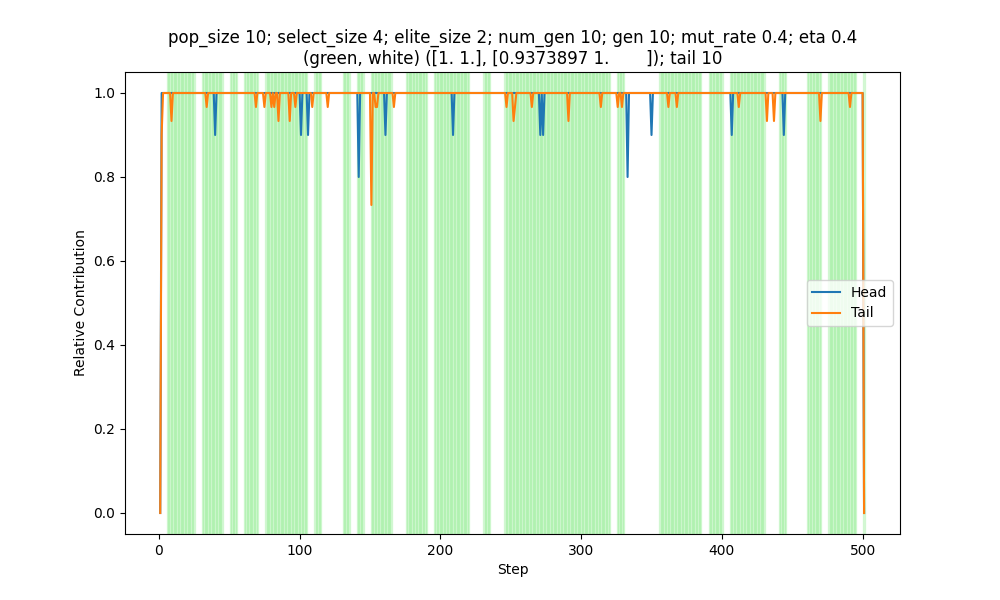 pop_size 10; select_size 4; elite_size 2; num_gen 10; gen 10; mut_rate 0.4; eta 0.4
(green, white) ([1. 1.], [0.9373897 1.        ]); tail 10
1.0
0.8
0.6
0.4
0.2
0.0
Relative Contribution
Head
Tail
0
100
200
300
400
500
Step